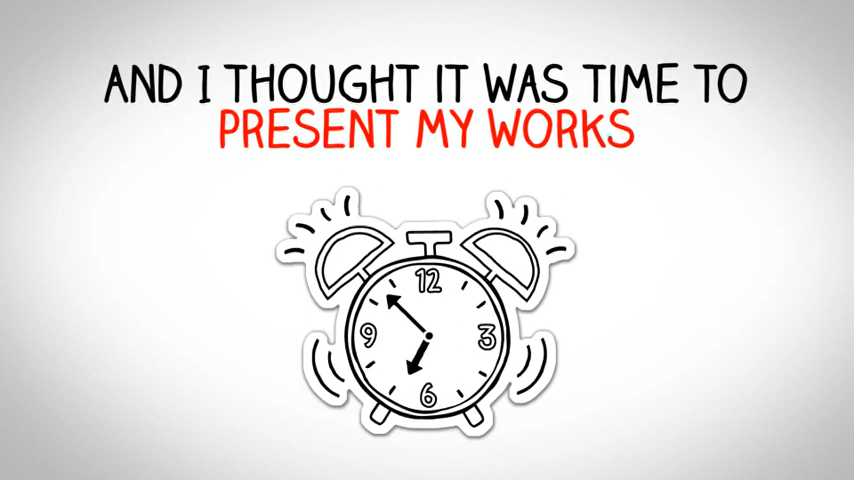 AND I THOUGHT IT WAS TIME TO
PRESENT MY WORKS
12
9 3
6